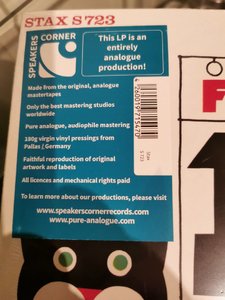 STAX S 723
SPEAKERS
CORNER
This LP is an
entirely
analogue
production!
Made from the original, analogue
mastertapes
Only the best mastering studios
worldwide
Pure analogue, audiophile mastering
180g virgin vinyl pressings from
Pallas / Germany
Faithful reproduction of original
artwork and labels
All licences and mechanical rights paid
To learn more about our productions, please visit
www.speakerscornerrecords.com
www.pure-analogue.com
4260019715477
S 723
F